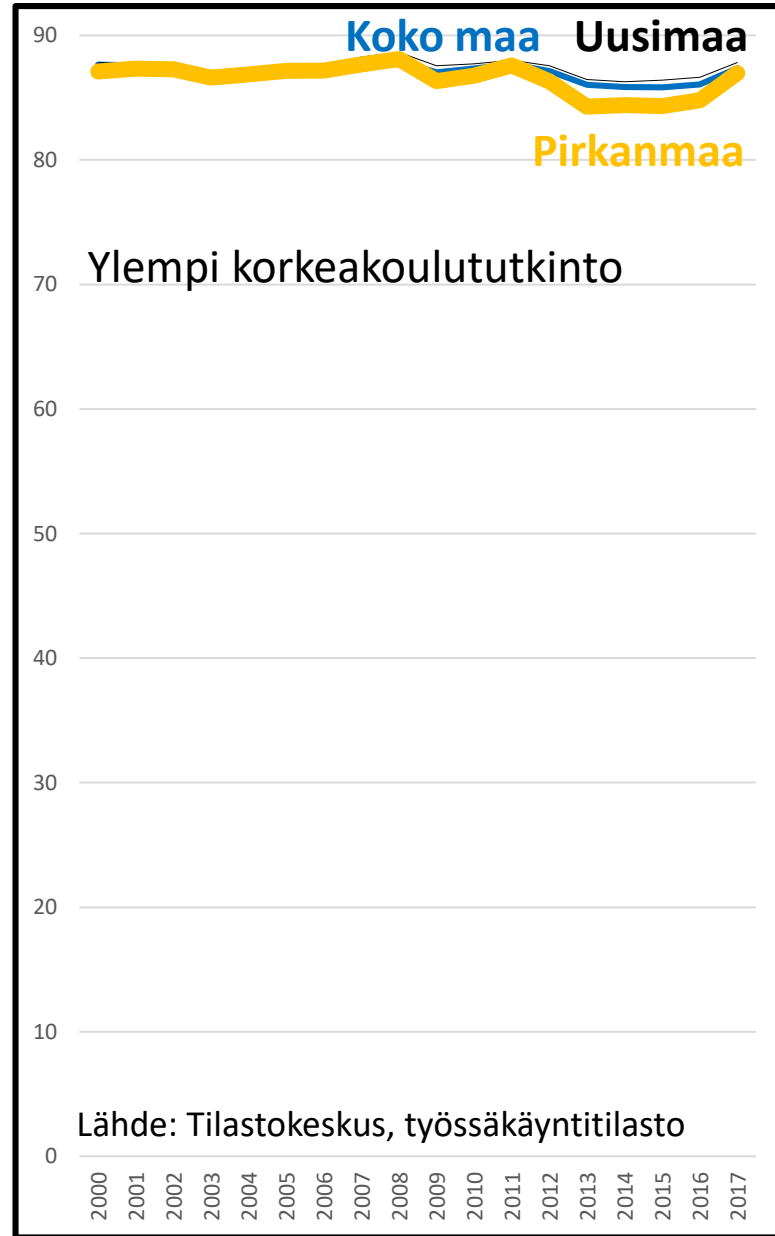 90
Koko maa Uusimaa
80
Pirkanmaa
Ylempi korkeakoulututkinto
70
60
50
40
30
20
10
Lähde: Tilastokeskus, työssäkäyntitilasto
0
2000 2001 2002 2003 2004 2005 2006 2007 2008 2009 2010 2011 2012 2013 2014 2015 2016 2017